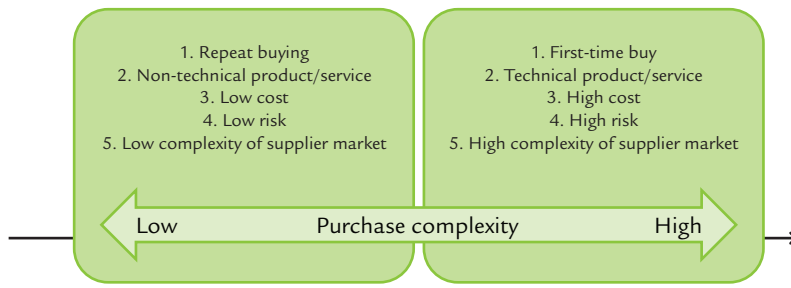 1. Repeat buying
2. Non-technical product/service
3. Low cost
4. Low risk
5. Low complexity of supplier market
1. First-time buy
2. Technical product/service
3. High cost
4. High risk
5. High complexity of supplier market
Low Purchase complexity High